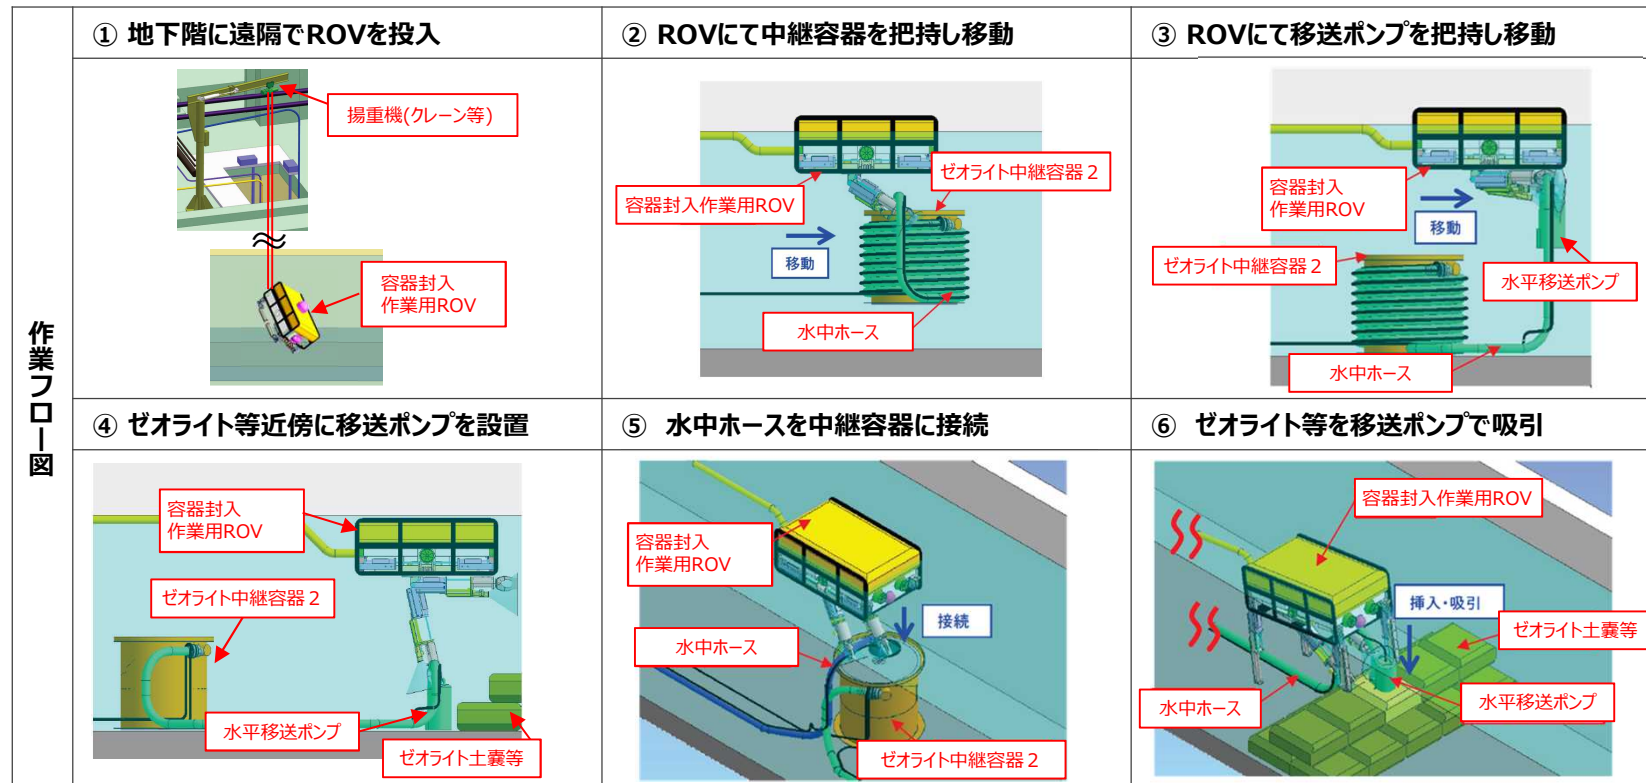 作業フロー図
① 地下階に遠隔でROVを投入
揚重機(クレーン等)
容器封入
作業用ROV
② ROVにて中継容器を把持し移動
ゼオライト中継容器２
容器封入作業用ROV
移動
水中ホース
③ ROVにて移送ポンプを把持し移動
容器封入
作業用ROV
移動
ゼオライト中継容器２
水平移送ポンプ
水中ホース
④ ゼオライト等近傍に移送ポンプを設置
容器封入
作業用ROV
ゼオライト中継容器２
水平移送ポンプ
ゼオライト土嚢等
⑤ 水中ホースを中継容器に接続
容器封入
作業用ROV
接続
水中ホース
ゼオライト中継容器２
⑥ ゼオライト等を移送ポンプで吸引
容器封入作業用ROV
挿入・吸引
ゼオライト土嚢等
水中ホース
水平移送ポンプ